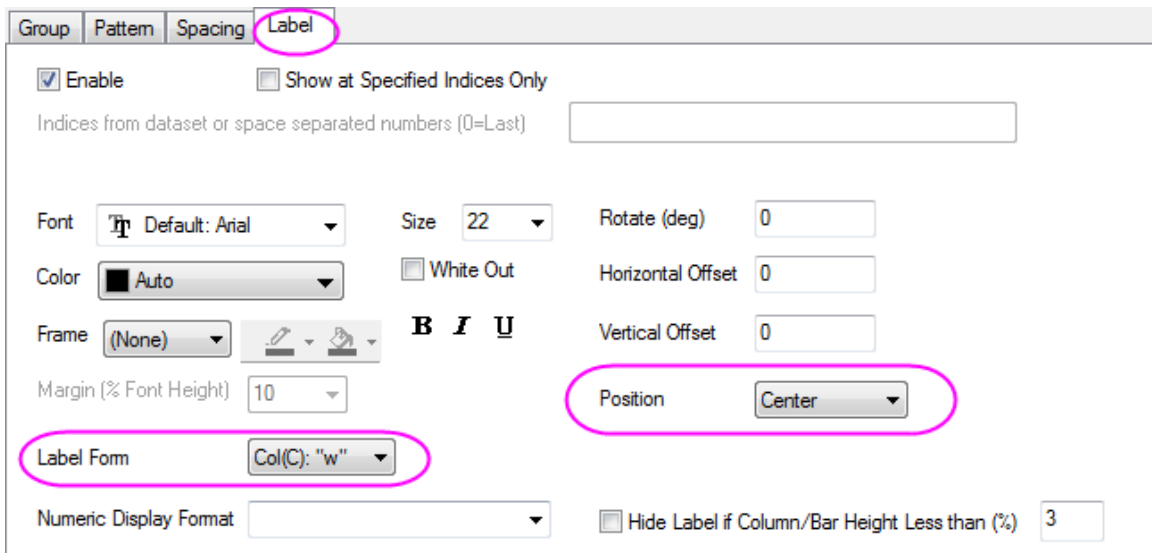 Group Pattern Spacing Label
Enable Show at Specified Indices Only
Indices from dataset or space separated numbers (0=Last)
Font Default: Arial Size 22 Rotate (deg) 0
Color Auto White Out Horizontal Offset 0
Frame (None) B I U Vertical Offset 0
Margin (% Font Height) 10 Position Center
Label Form Col(C): "w"
Numeric Display Format Hide Label if Column/Bar Height Less than (%) 3